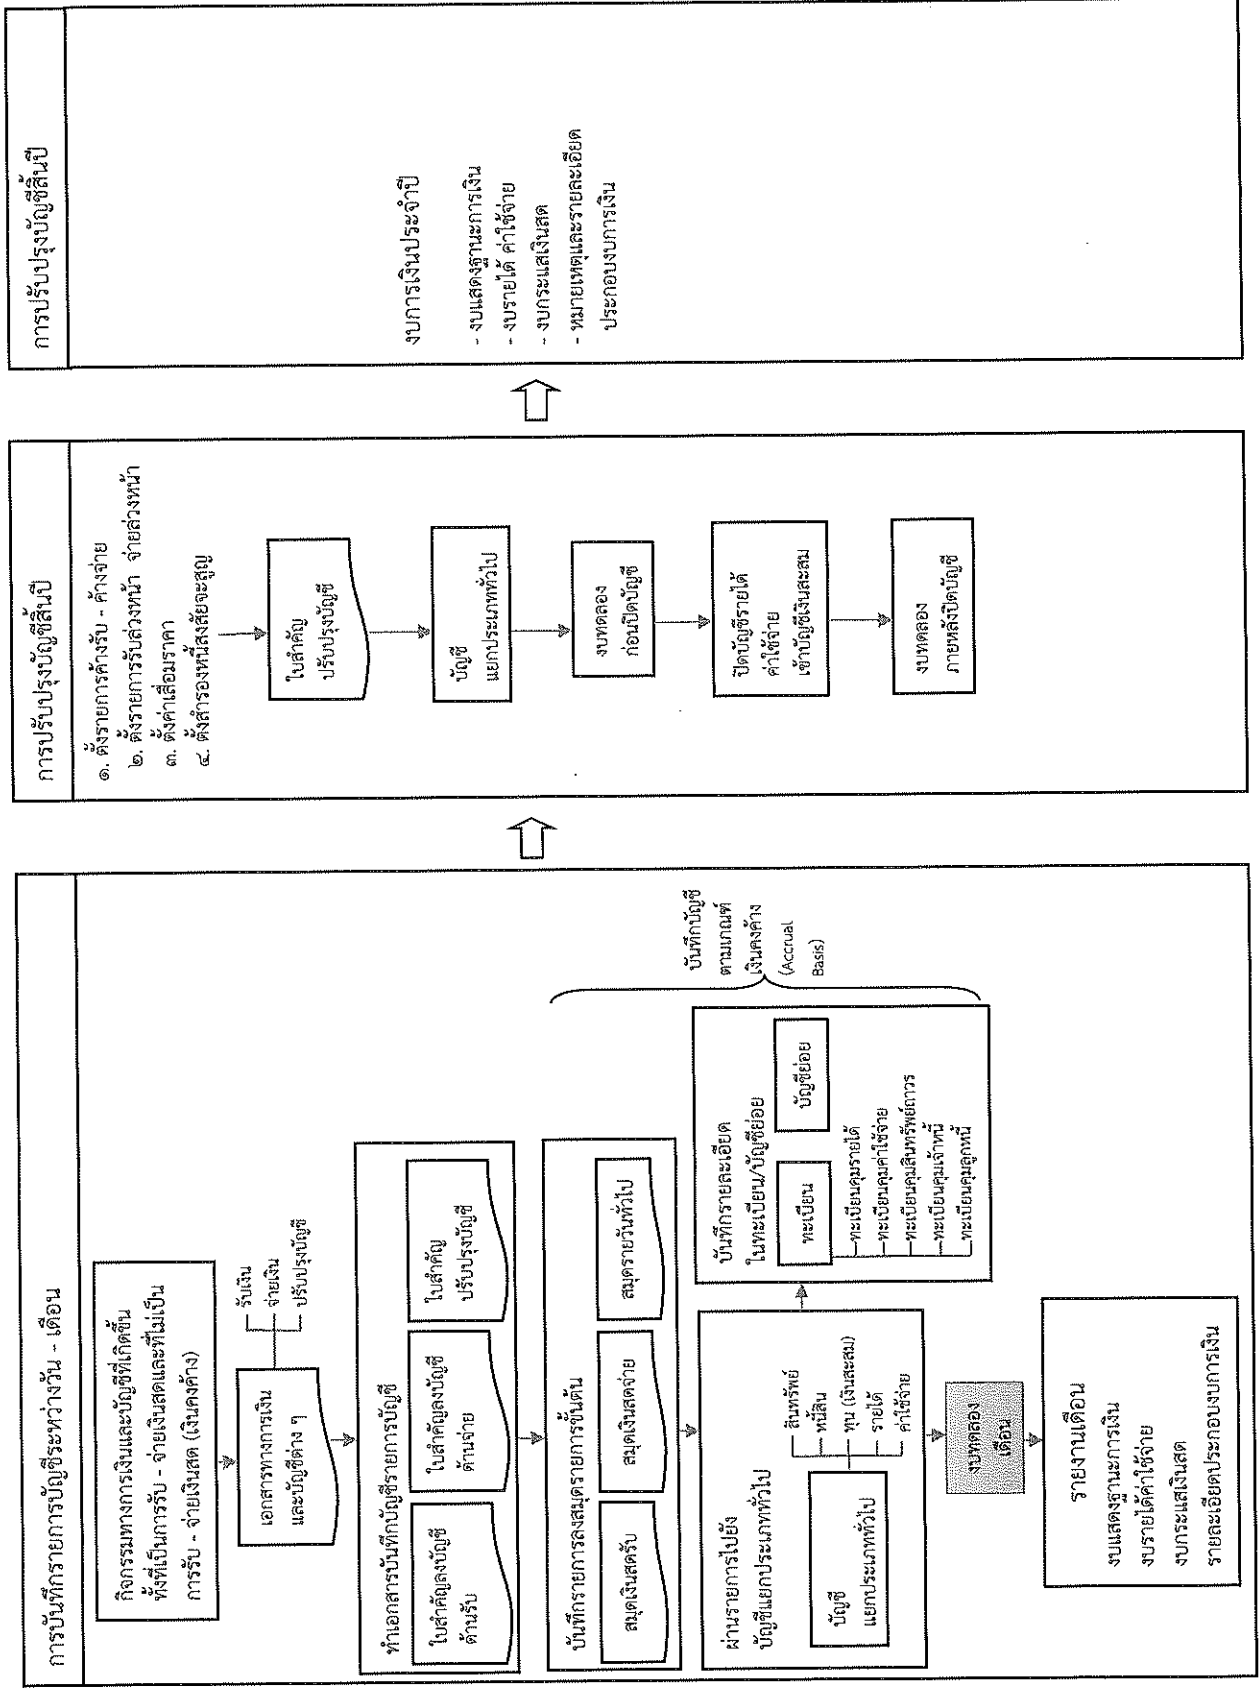 การบันทึกรายการบัญชีระหว่างวัน - เดือน
กิจกรรมทางการเงินและบัญชีที่เกิดขึ้น
ทั้งที่เป็นการรับ - จ่ายเงินสดและที่ไม่เป็น
การรับ - จ่ายเงินสด (เงินคงค้าง)
เอกสารทางการเงิน
และบัญชีต่าง ๆ
รับเงิน
จ่ายเงิน
ปรับปรุงบัญชี
ทำเอกสารบันทึกบัญชีรายการบัญชี
ใบสำคัญลงบัญชี
ด้านรับ
ใบสำคัญลงบัญชี
ด้านจ่าย
ใบสำคัญ
ปรับปรุงบัญชี
บันทึกรายการลงสมุดรายการขั้นต้น
สมุดเงินสดรับ
สมุดเงินสดจ่าย
สมุดรายวันทั่วไป
ผ่านรายการไปยัง
บัญชีแยกประเภททั่วไป
บัญชี
แยกประเภททั่วไป
สินทรัพย์
หนี้สิน
ทุน (เงินสะสม)
รายได้
ค่าใช้จ่าย
บันทึกรายละเอียด
ในทะเบียน/บัญชีย่อย
ทะเบียน
บัญชีย่อย
ทะเบียนคุมรายได้
ทะเบียนคุมค่าใช้จ่าย
ทะเบียนคุมสินทรัพย์ถาวร
ทะเบียนคุมเจ้าหนี้
ทะเบียนคุมลูกหนี้
บันทึกบัญชี
ตามเกณฑ์
เงินคงค้าง
(Accrual
Basis)
งบทดลอง
เดือน
รายงานเดือน
งบแสดงฐานะการเงิน
งบรายได้ค่าใช้จ่าย
งบกระแสเงินสด
รายละเอียดประกอบงบการเงิน
การปรับปรุงบัญชีสิ้นปี
๑. ตั้งรายการค้างรับ - ค้างจ่าย
๒. ตั้งรายการรับล่วงหน้า จ่ายล่วงหน้า
๓. ตั้งค่าเสื่อมราคา
๔. ตั้งสำรองหนี้สงสัยจะสูญ
ใบสำคัญ
ปรับปรุงบัญชี
บัญชี
แยกประเภททั่วไป
งบทดลอง
ก่อนปิดบัญชี
ปิดบัญชีรายได้
ค่าใช้จ่าย
เข้าบัญชีเงินสะสม
งบทดลอง
ภายหลังปิดบัญชี
การปรับปรุงบัญชีสิ้นปี
งบการเงินประจำปี
- งบแสดงฐานะการเงิน
- งบรายได้ ค่าใช้จ่าย
- งบกระแสเงินสด
- หมายเหตุและรายละเอียด
ประกอบงบการเงิน